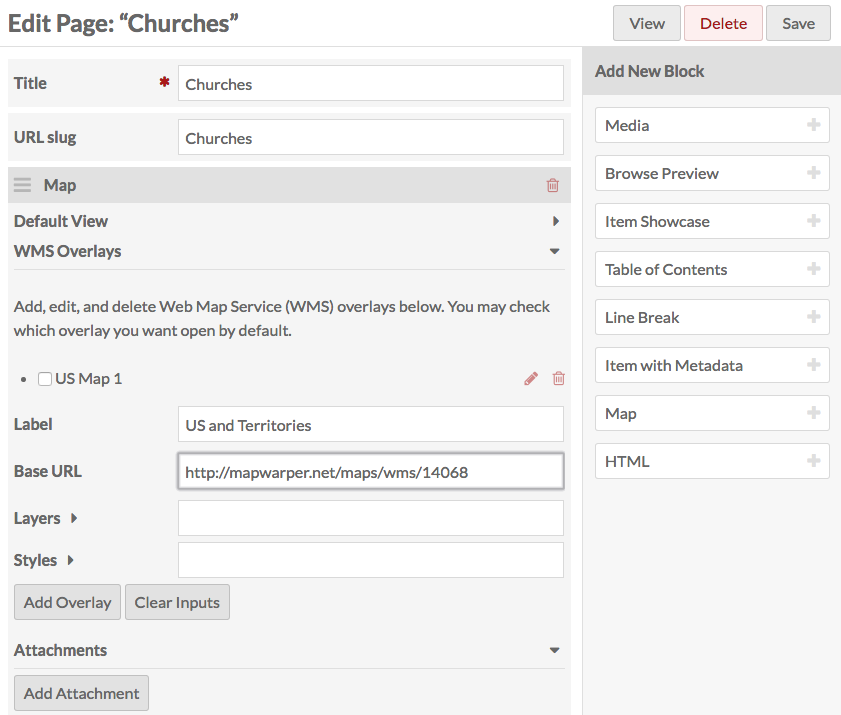 Edit Page: “Churches”
View
Delete
Save
Title
Churches
URL slug
Churches
Map
Default View
WMS Overlays
Add, edit, and delete Web Map Service (WMS) overlays below. You may check
which overlay you want open by default.
US Map 1
Label
US and Territories
Base URL
http://mapwarper.net/maps/wms/14068
Layers
Styles
Add Overlay
Clear Inputs
Attachments
Add Attachment
Add New Block
Media
Browse Preview
Item Showcase
Table of Contents
Line Break
Item with Metadata
Map
HTML